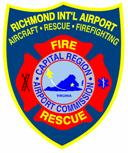 RICHMOND INT'L AIRPORT
AIRCRAFT • RESCUE • FIREFIGHTING
FIRE
CAPITAL REGION
VIRGINIA
AIRPORT COMMISSION
RESCUE